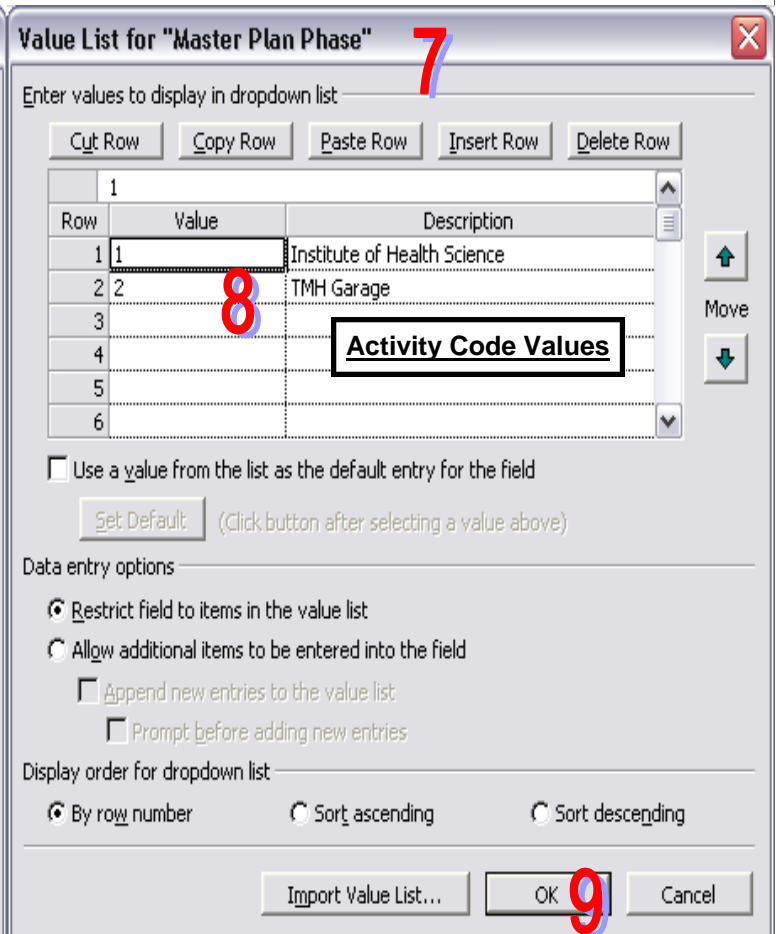 Value List for "Master Plan Phase" 7
Enter values to display in dropdown list
Cut Row Copy Row Paste Row Insert Row Delete Row
1
Row Value Description
1 1 Institute of Health Science
2 2 TMH Garage
8
Move
3
Activity Code Values
4
5
6
Use a value from the list as the default entry for the field
Set Default (Click button after selecting a value above)
Data entry options
Restrict field to items in the value list
Allow additional items to be entered into the field
Append new entries to the value list
Prompt before adding new entries
Display order for dropdown list
By row number Sort ascending Sort descending
Import Value List... OK 9 Cancel